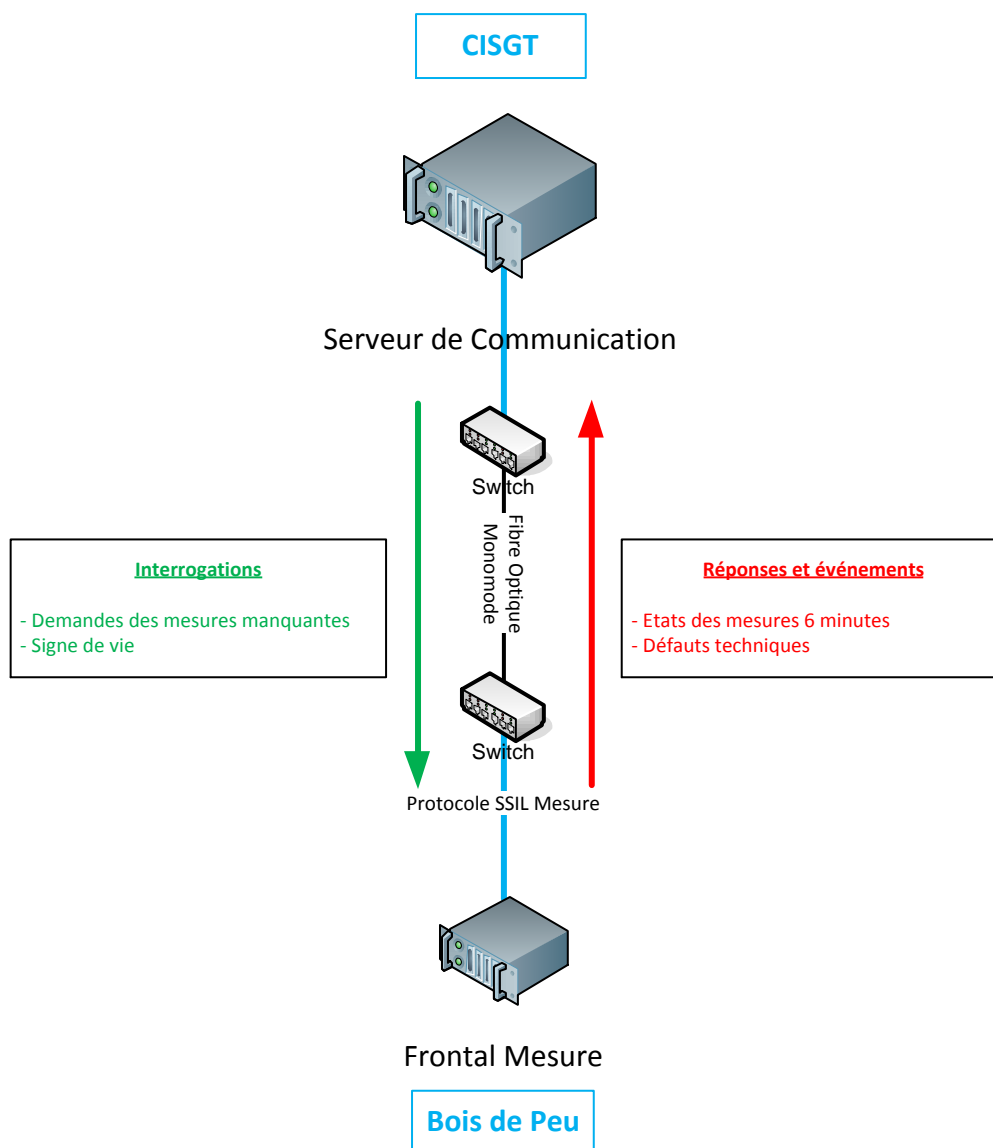 CISGT
Serveur de Communication
Switch
Fibre Optique
Monomode
Interrogations
- Demandes des mesures manquantes
- Signe de vie
Réponses et événements
- Etats des mesures 6 minutes
- Défauts techniques
Switch
Protocole SSIL Mesure
Frontal Mesure
Bois de Peu